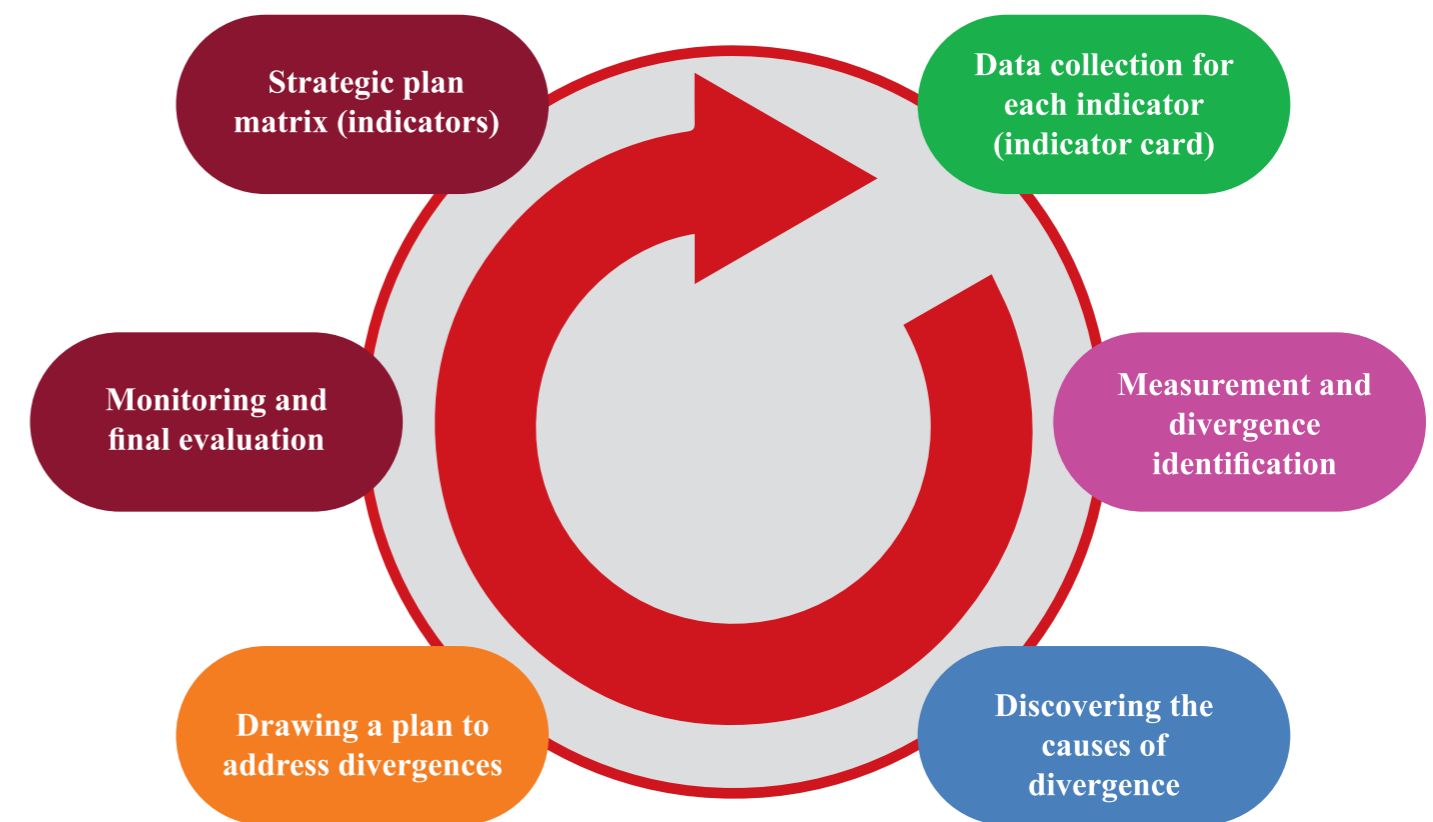 Strategic plan
matrix (indicators)
Data collection for
each indicator
(indicator card)
Measurement and
divergence
identification
Discovering the
causes of
divergence
Drawing a plan to
address divergences
Monitoring and
final evaluation